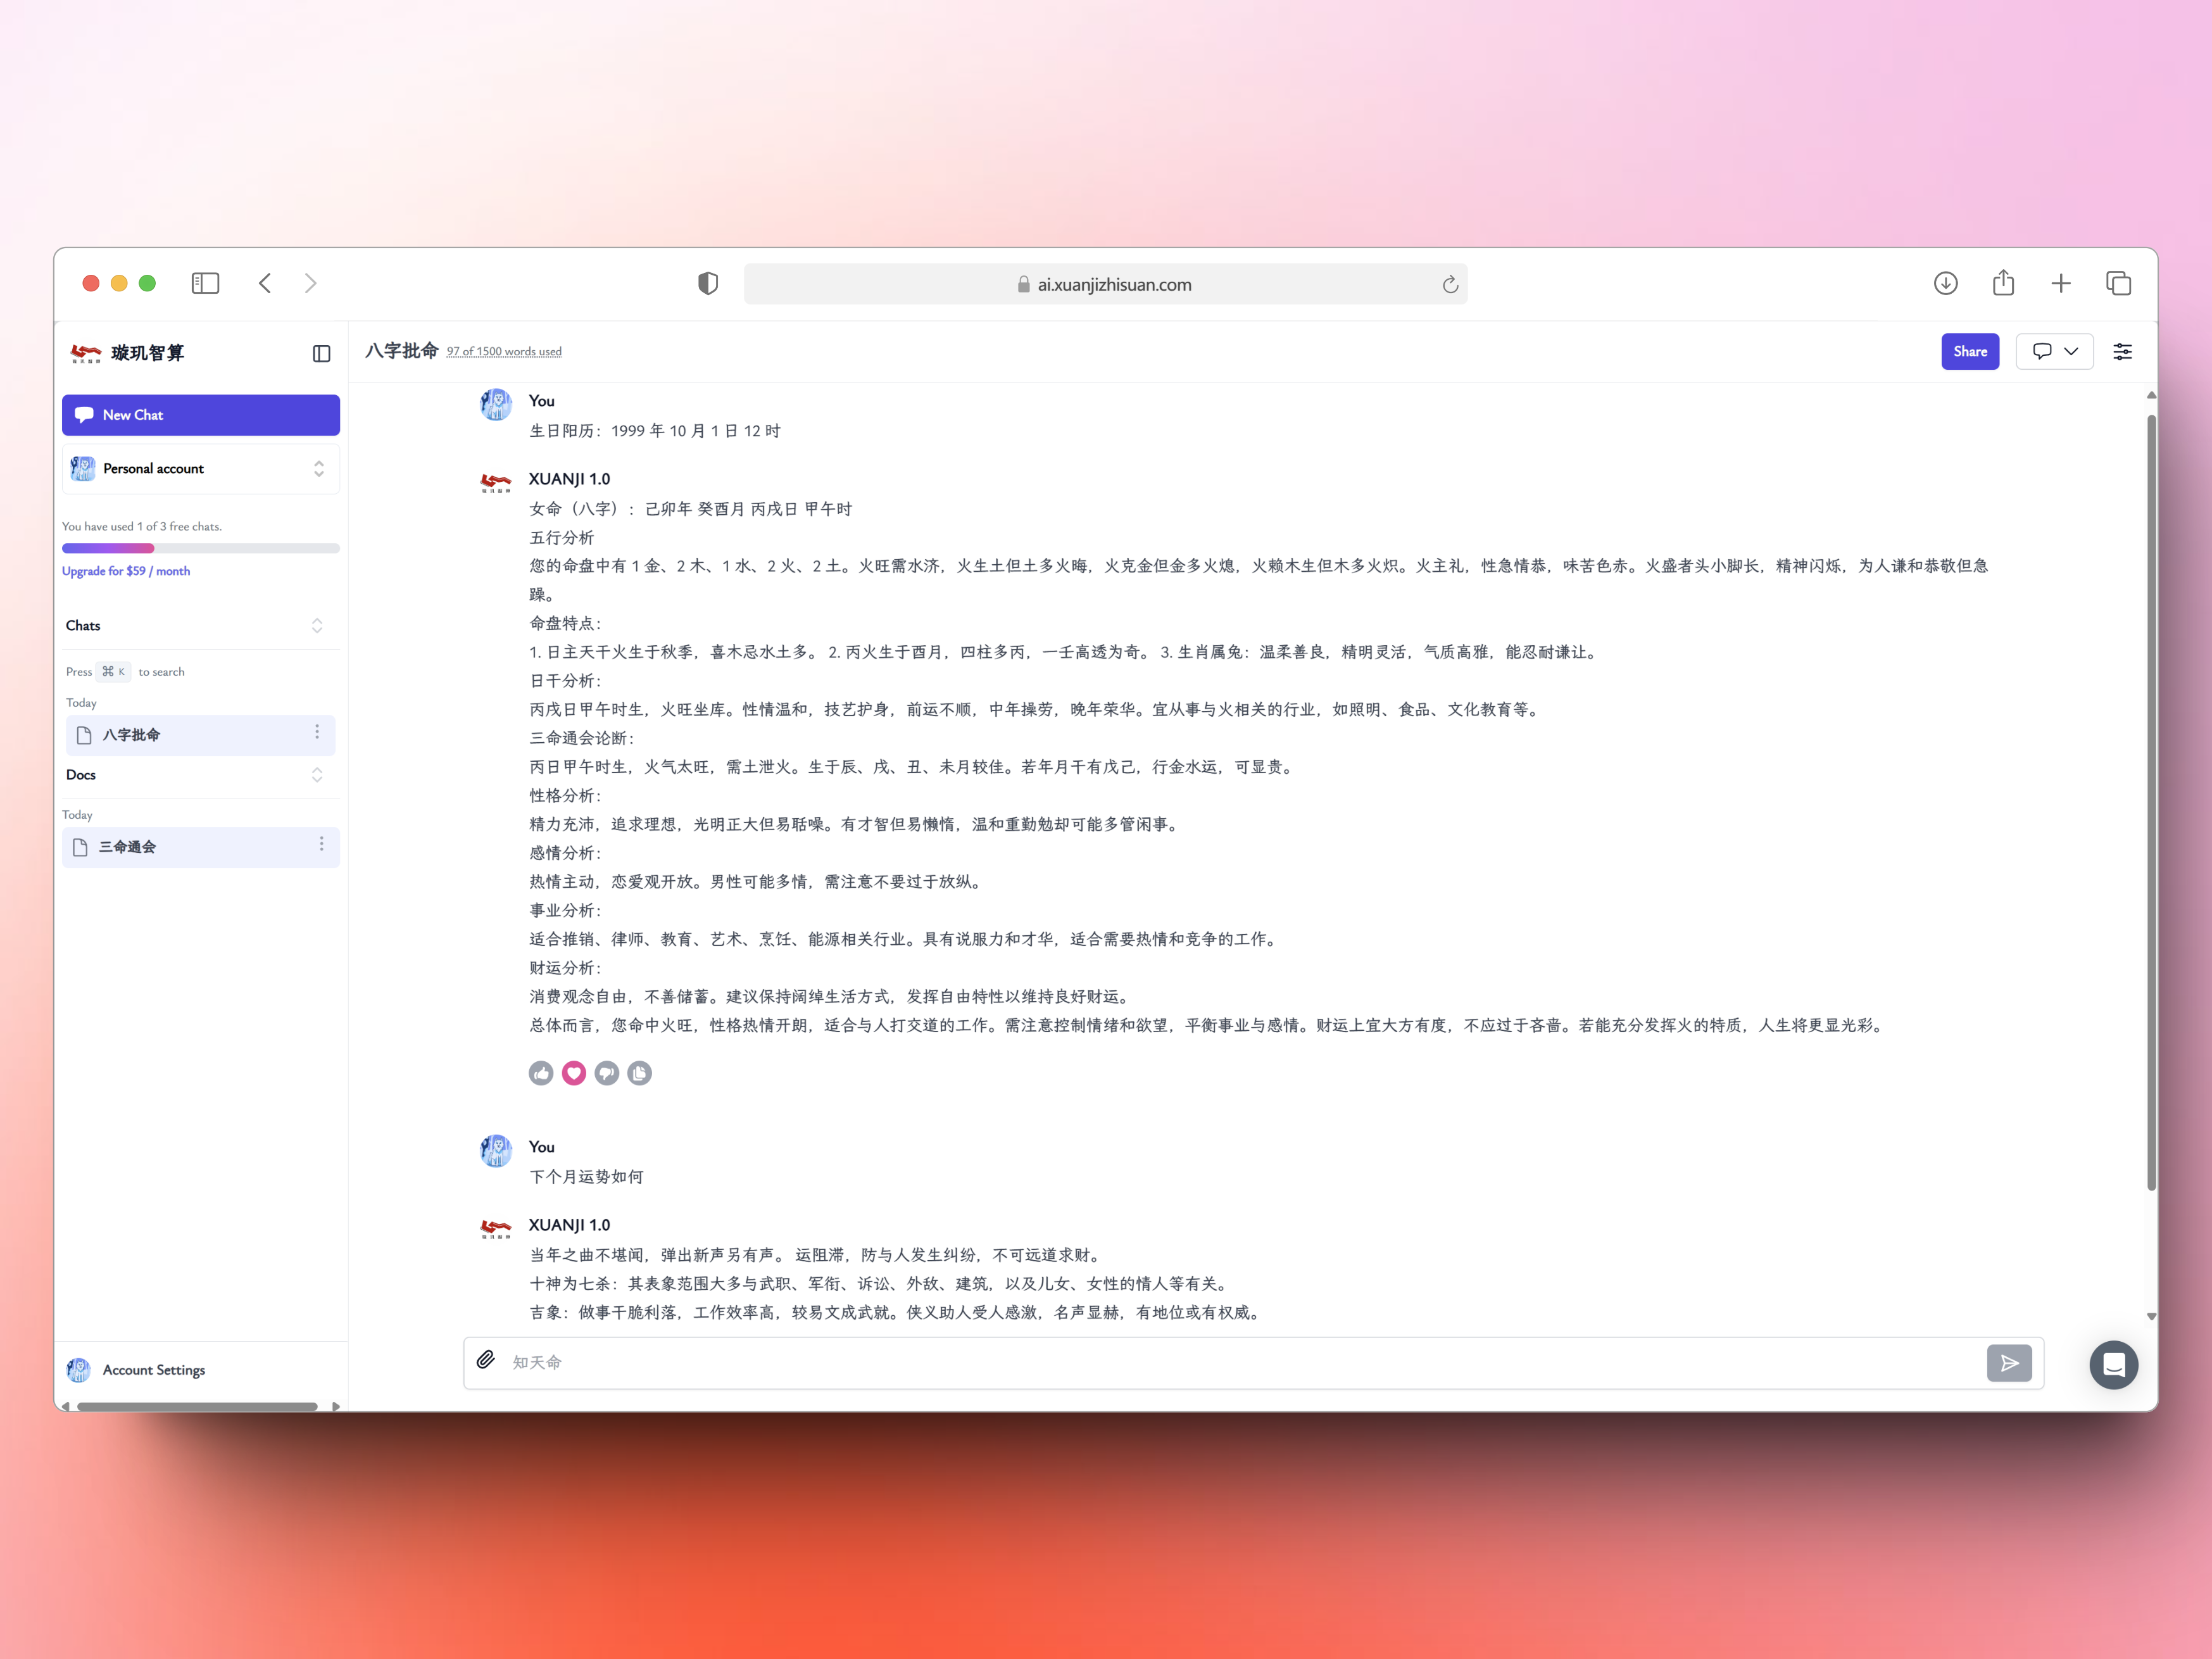 ai.xuanjizhisuan.com
璇玑智算
New Chat
Personal account
You have used 1 of 3 free chats.
Upgrade for $59 / month
Chats
Press ⌘ K to search
Today
八字批命
Docs
Today
三命通会
Account Settings
八字批命 97 of 1500 words used
Share
You
生日阳历：1999 年 10 月 1 日 12 时
XUANJI 1.0
女命（八字）：己卯年 癸酉月 丙戌日 甲午时
五行分析
您的命盘中有 1 金、2 木、1 水、2 火、2 土。火旺需水济，火生土但土多火晦，火克金但金多火熄，火赖木生但木多火炽。火主礼，性急情恭，味苦色赤。火盛者头小脚长，精神闪烁，为人谦和恭敬但急
躁。
命盘特点：
1. 日主天干火生于秋季，喜木忌水土多。 2. 丙火生于酉月，四柱多丙，一壬高透为奇。 3. 生肖属兔：温柔善良，精明灵活，气质高雅，能忍耐谦让。
日干分析：
丙戌日甲午时生，火旺坐库。性情温和，技艺护身，前运不顺，中年操劳，晚年荣华。宜从事与火相关的行业，如照明、食品、文化教育等。
三命通会论断：
丙日甲午时生，火气太旺，需土泄火。生于辰、戌、丑、未月较佳。若年月干有戊己，行金水运，可显贵。
性格分析：
精力充沛，追求理想，光明正大但易聒噪。有才智但易懒惰，温和重勤勉却可能多管闲事。
感情分析：
热情主动，恋爱观开放。男性可能多情，需注意不要过于放纵。
事业分析：
适合推销、律师、教育、艺术、烹饪、能源相关行业。具有说服力和才华，适合需要热情和竞争的工作。
财运分析：
消费观念自由，不善储蓄。建议保持阔绰生活方式，发挥自由特性以维持良好财运。
总体而言，您命中火旺，性格热情开朗，适合与人打交道的工作。需注意控制情绪和欲望，平衡事业与感情。财运上宜大方有度，不应过于吝啬。若能充分发挥火的特质，人生将更显光彩。
You
下个月运势如何
XUANJI 1.0
当年之曲不堪闻，弹出新声另有声。 运阻滞，防与人发生纠纷，不可远道求财。
十神为七杀：其表象范围大多与武职、军衔、诉讼、外敌、建筑，以及儿女、女性的情人等有关。
吉象：做事干脆利落，工作效率高，较易文成武就。侠义助人受人感激，名声显赫，有地位或有权威。
知天命